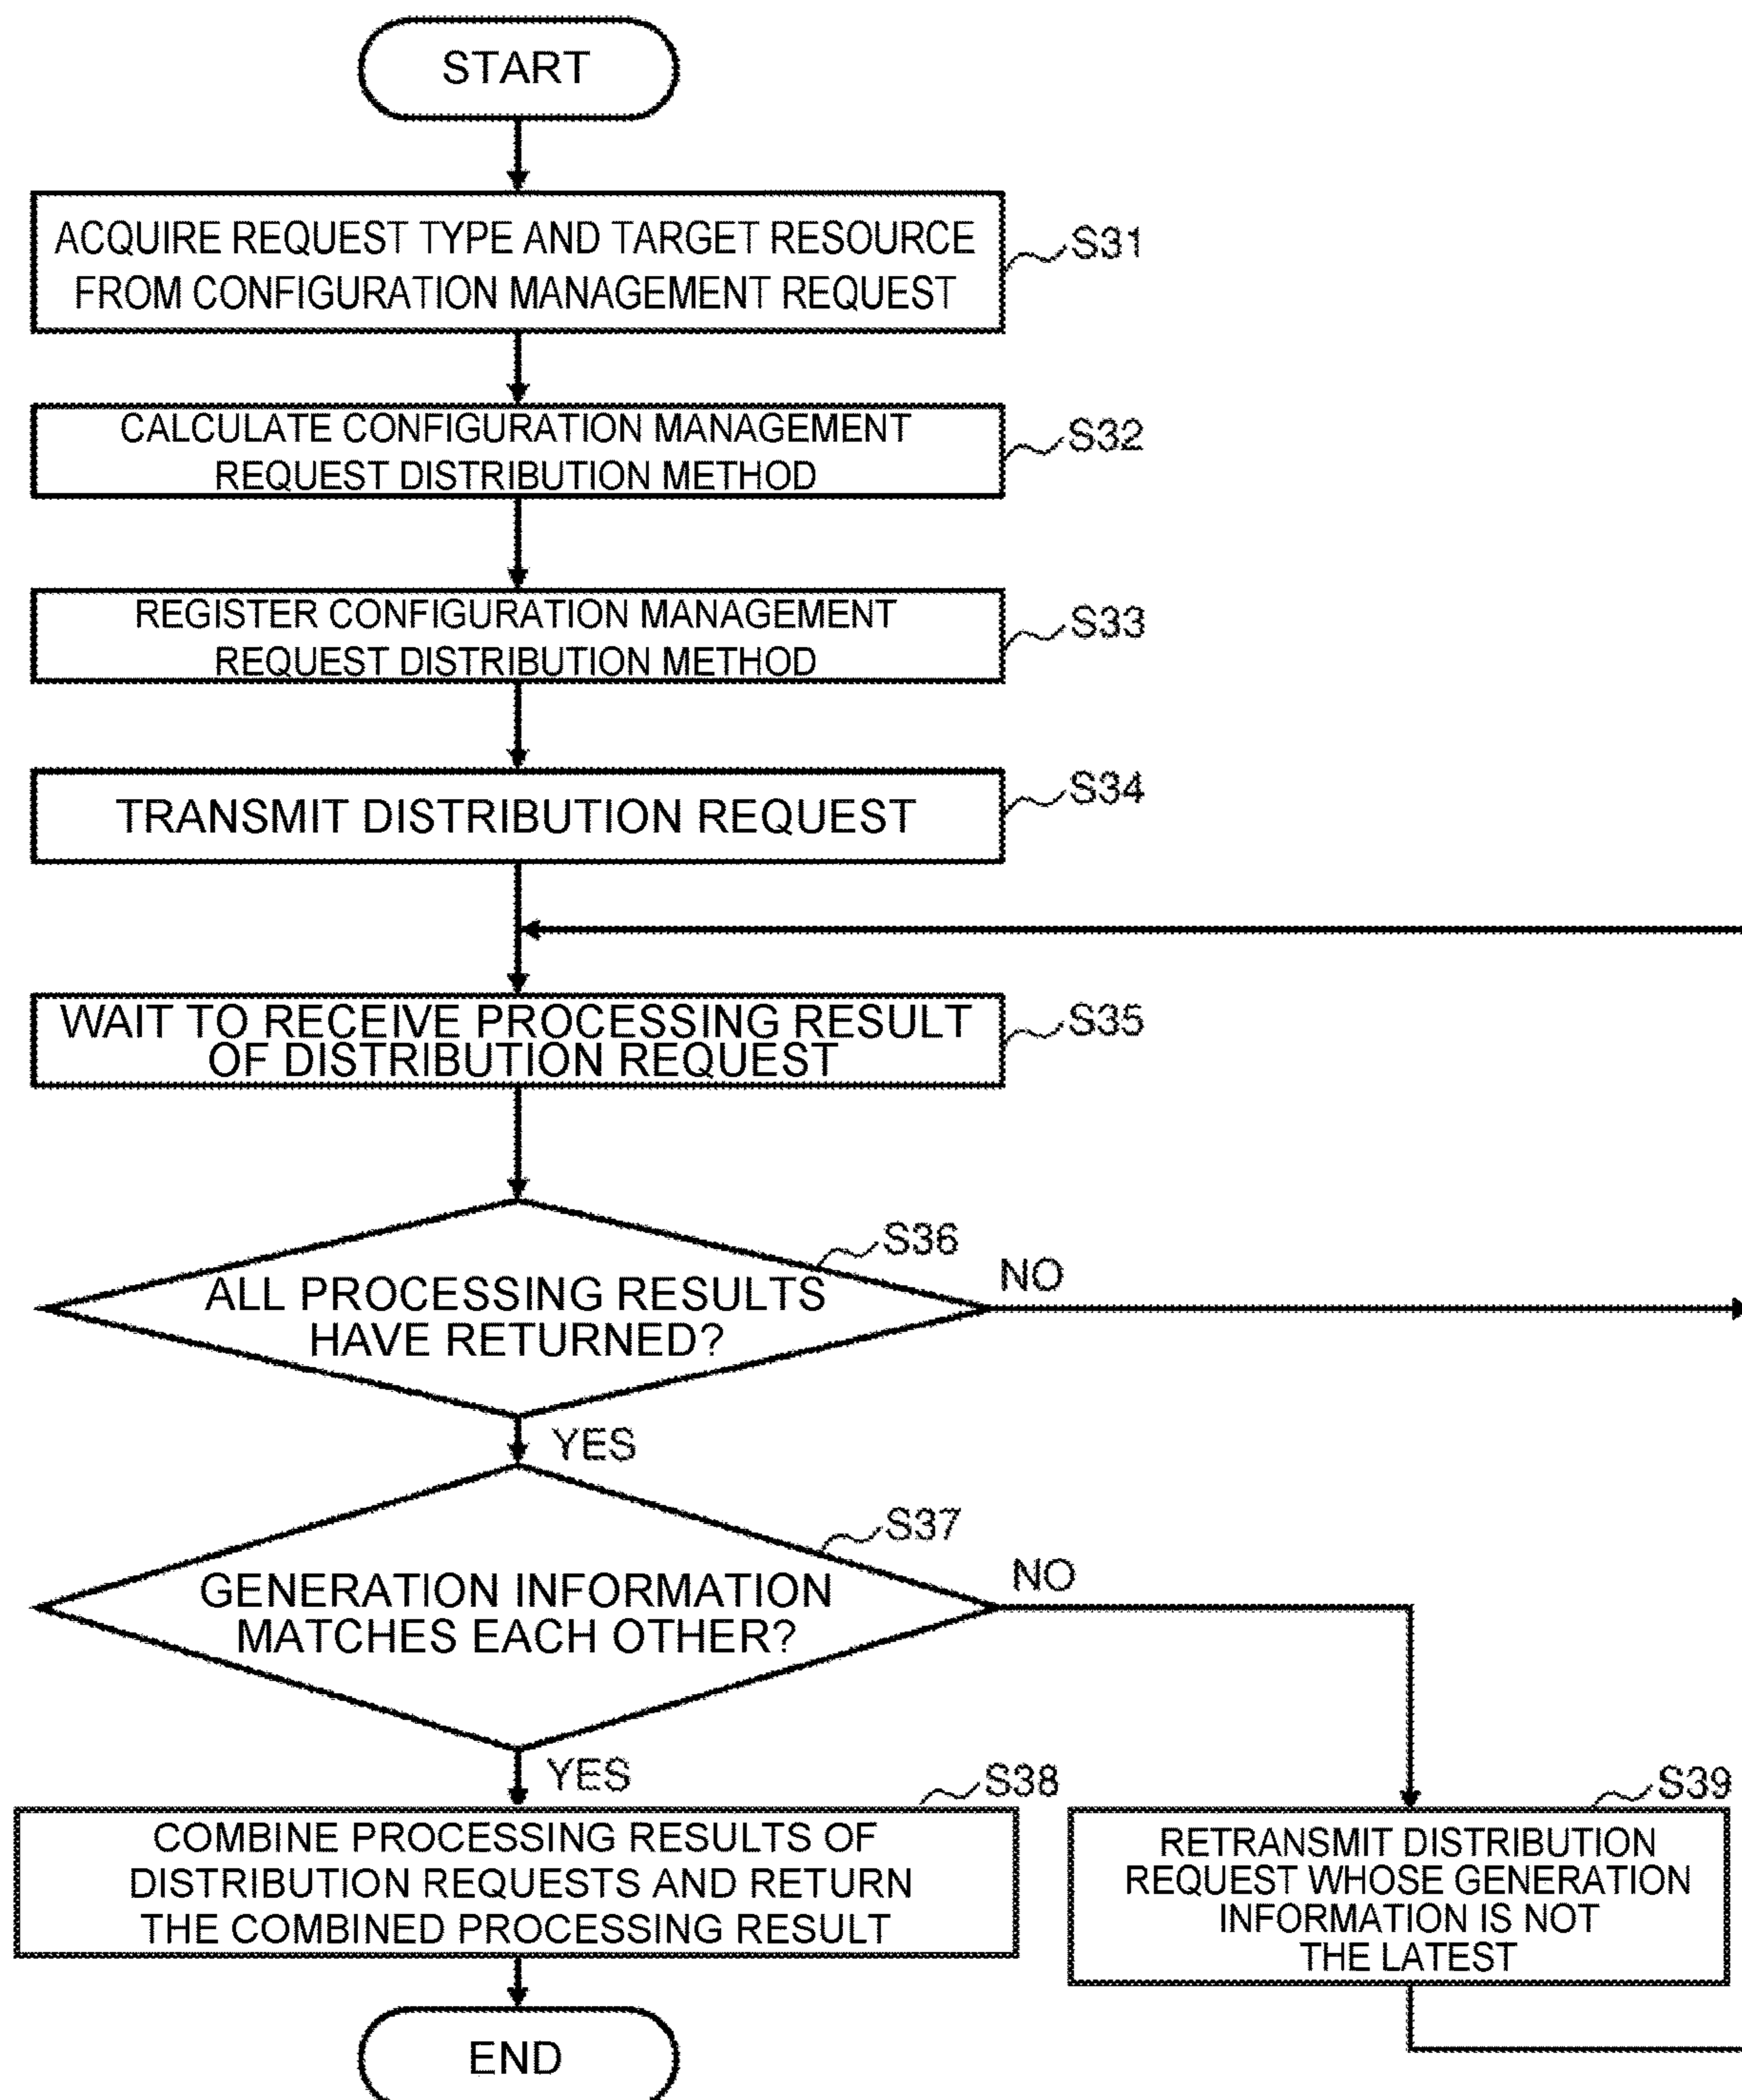 START
ACQUIRE REQUEST TYPE AND TARGET RESOURCE
FROM CONFIGURATION MANAGEMENT REQUEST
S31
CALCULATE CONFIGURATION MANAGEMENT
REQUEST DISTRIBUTION METHOD
S32
REGISTER CONFIGURATION MANAGEMENT
REQUEST DISTRIBUTION METHOD
S33
TRANSMIT DISTRIBUTION REQUEST
S34
WAIT TO RECEIVE PROCESSING RESULT
OF DISTRIBUTION REQUEST
S35
S36
ALL PROCESSING RESULTS
HAVE RETURNED?
NO
YES
S37
GENERATION INFORMATION
MATCHES EACH OTHER?
NO
YES
S38
COMBINE PROCESSING RESULTS OF
DISTRIBUTION REQUESTS AND RETURN
THE COMBINED PROCESSING RESULT
S39
RETRANSMIT DISTRIBUTION
REQUEST WHOSE GENERATION
INFORMATION IS NOT
THE LATEST
END